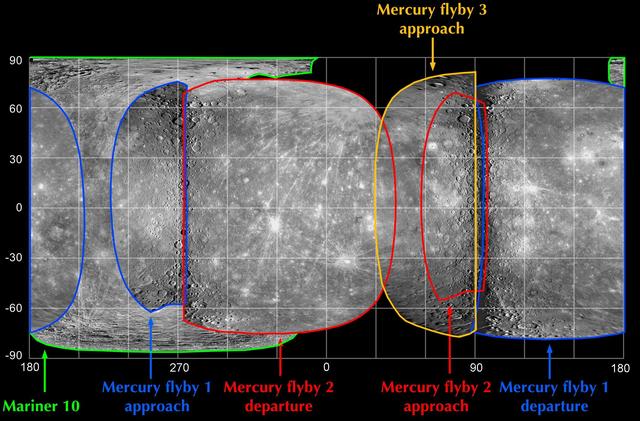 Mercury flyby 3
approach
90
60
30
0
-30
-60
-90
180
270
0
90
180
Mariner 10
Mercury flyby 1
approach
Mercury flyby 2
departure
Mercury flyby 2
approach
Mercury flyby 1
departure